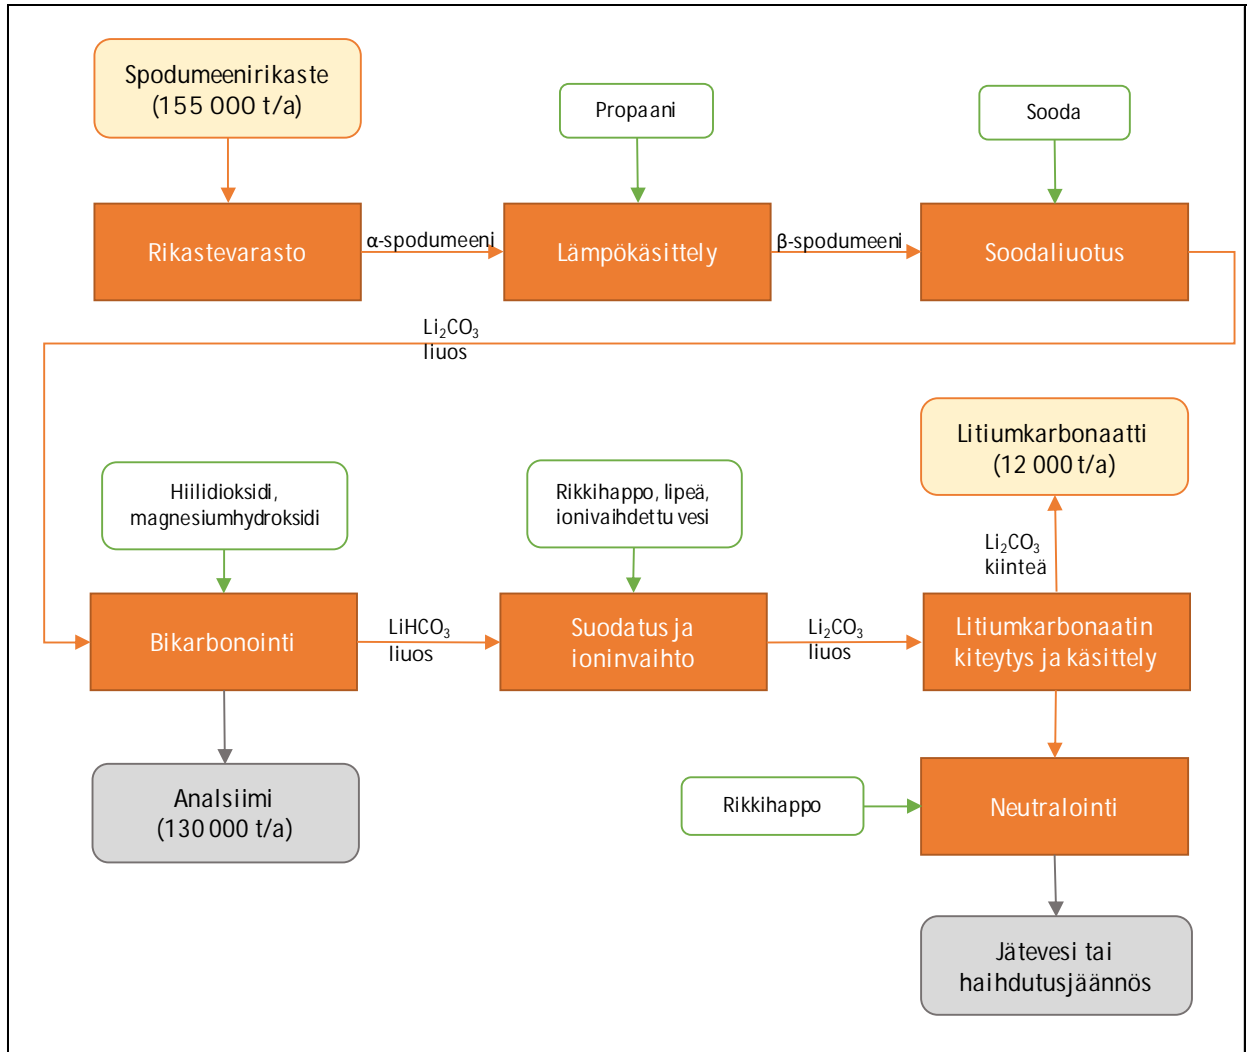 Spodumeenirikaste
(155 000 t/a)
Propaani
Sooda
Rikastevarasto
α-spodumeeni
Lämpökäsittely
β-spodumeeni
Soodaliuotus
Li₂CO₃
liuos
Litiumkarbonaatti
(12 000 t/a)
Hiilidioksidi,
magnesiumhydroksidi
Rikkihappo, lipeä,
ionivaihdettu vesi
Li₂CO₃
kiinteä
Bikarbonointi
LiHCO₃
liuos
Suodatus ja
ioninvaihto
Li₂CO₃
liuos
Litiumkarbonaatin
kiteytys ja käsittely
Analsiimi
(130 000 t/a)
Rikkihappo
Neutralointi
Jätevesi tai
haihdutusjäännös